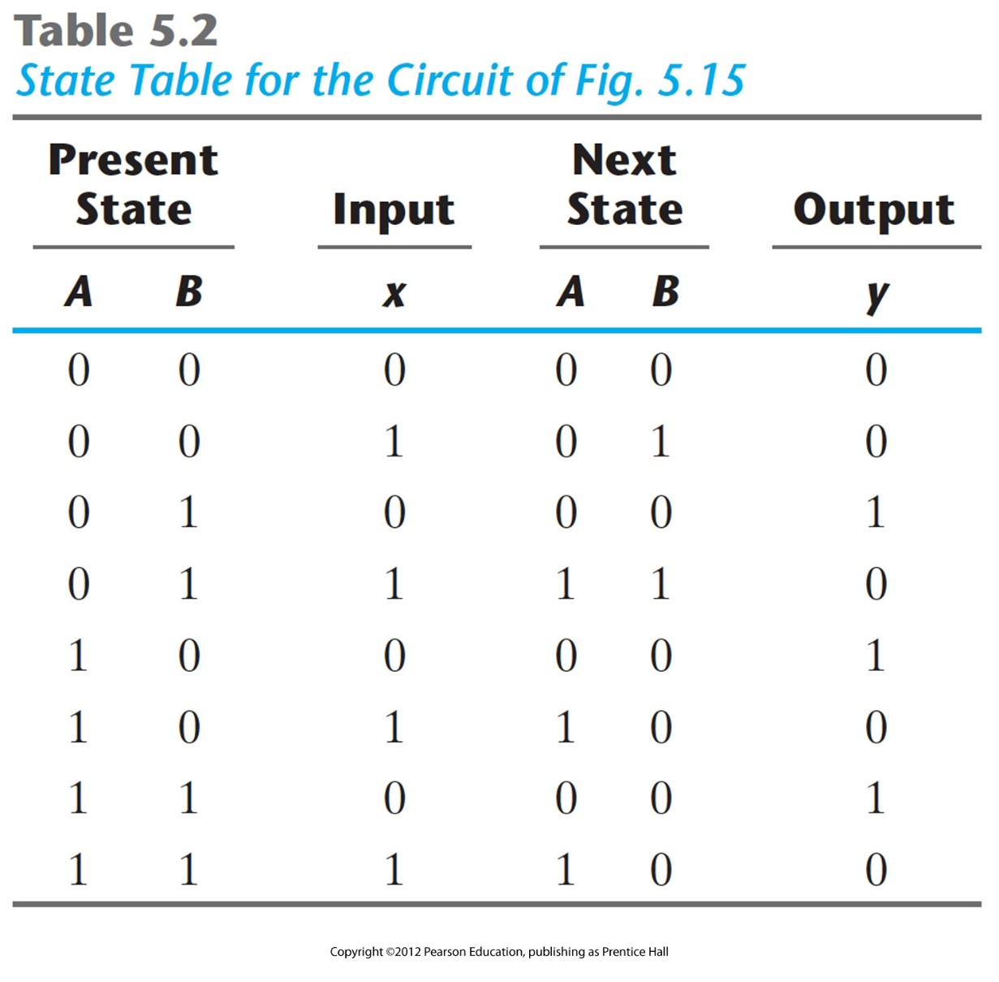 Table 5.2
State Table for the Circuit of Fig. 5.15
Present State Input Next State Output
A B x A B y
0 0 0 0 0 0
0 0 1 0 1 0
0 1 0 0 0 1
0 1 1 1 1 0
1 0 0 0 0 1
1 0 1 1 0 0
1 1 0 0 0 1
1 1 1 1 0 0
Copyright ©2012 Pearson Education, publishing as Prentice Hall